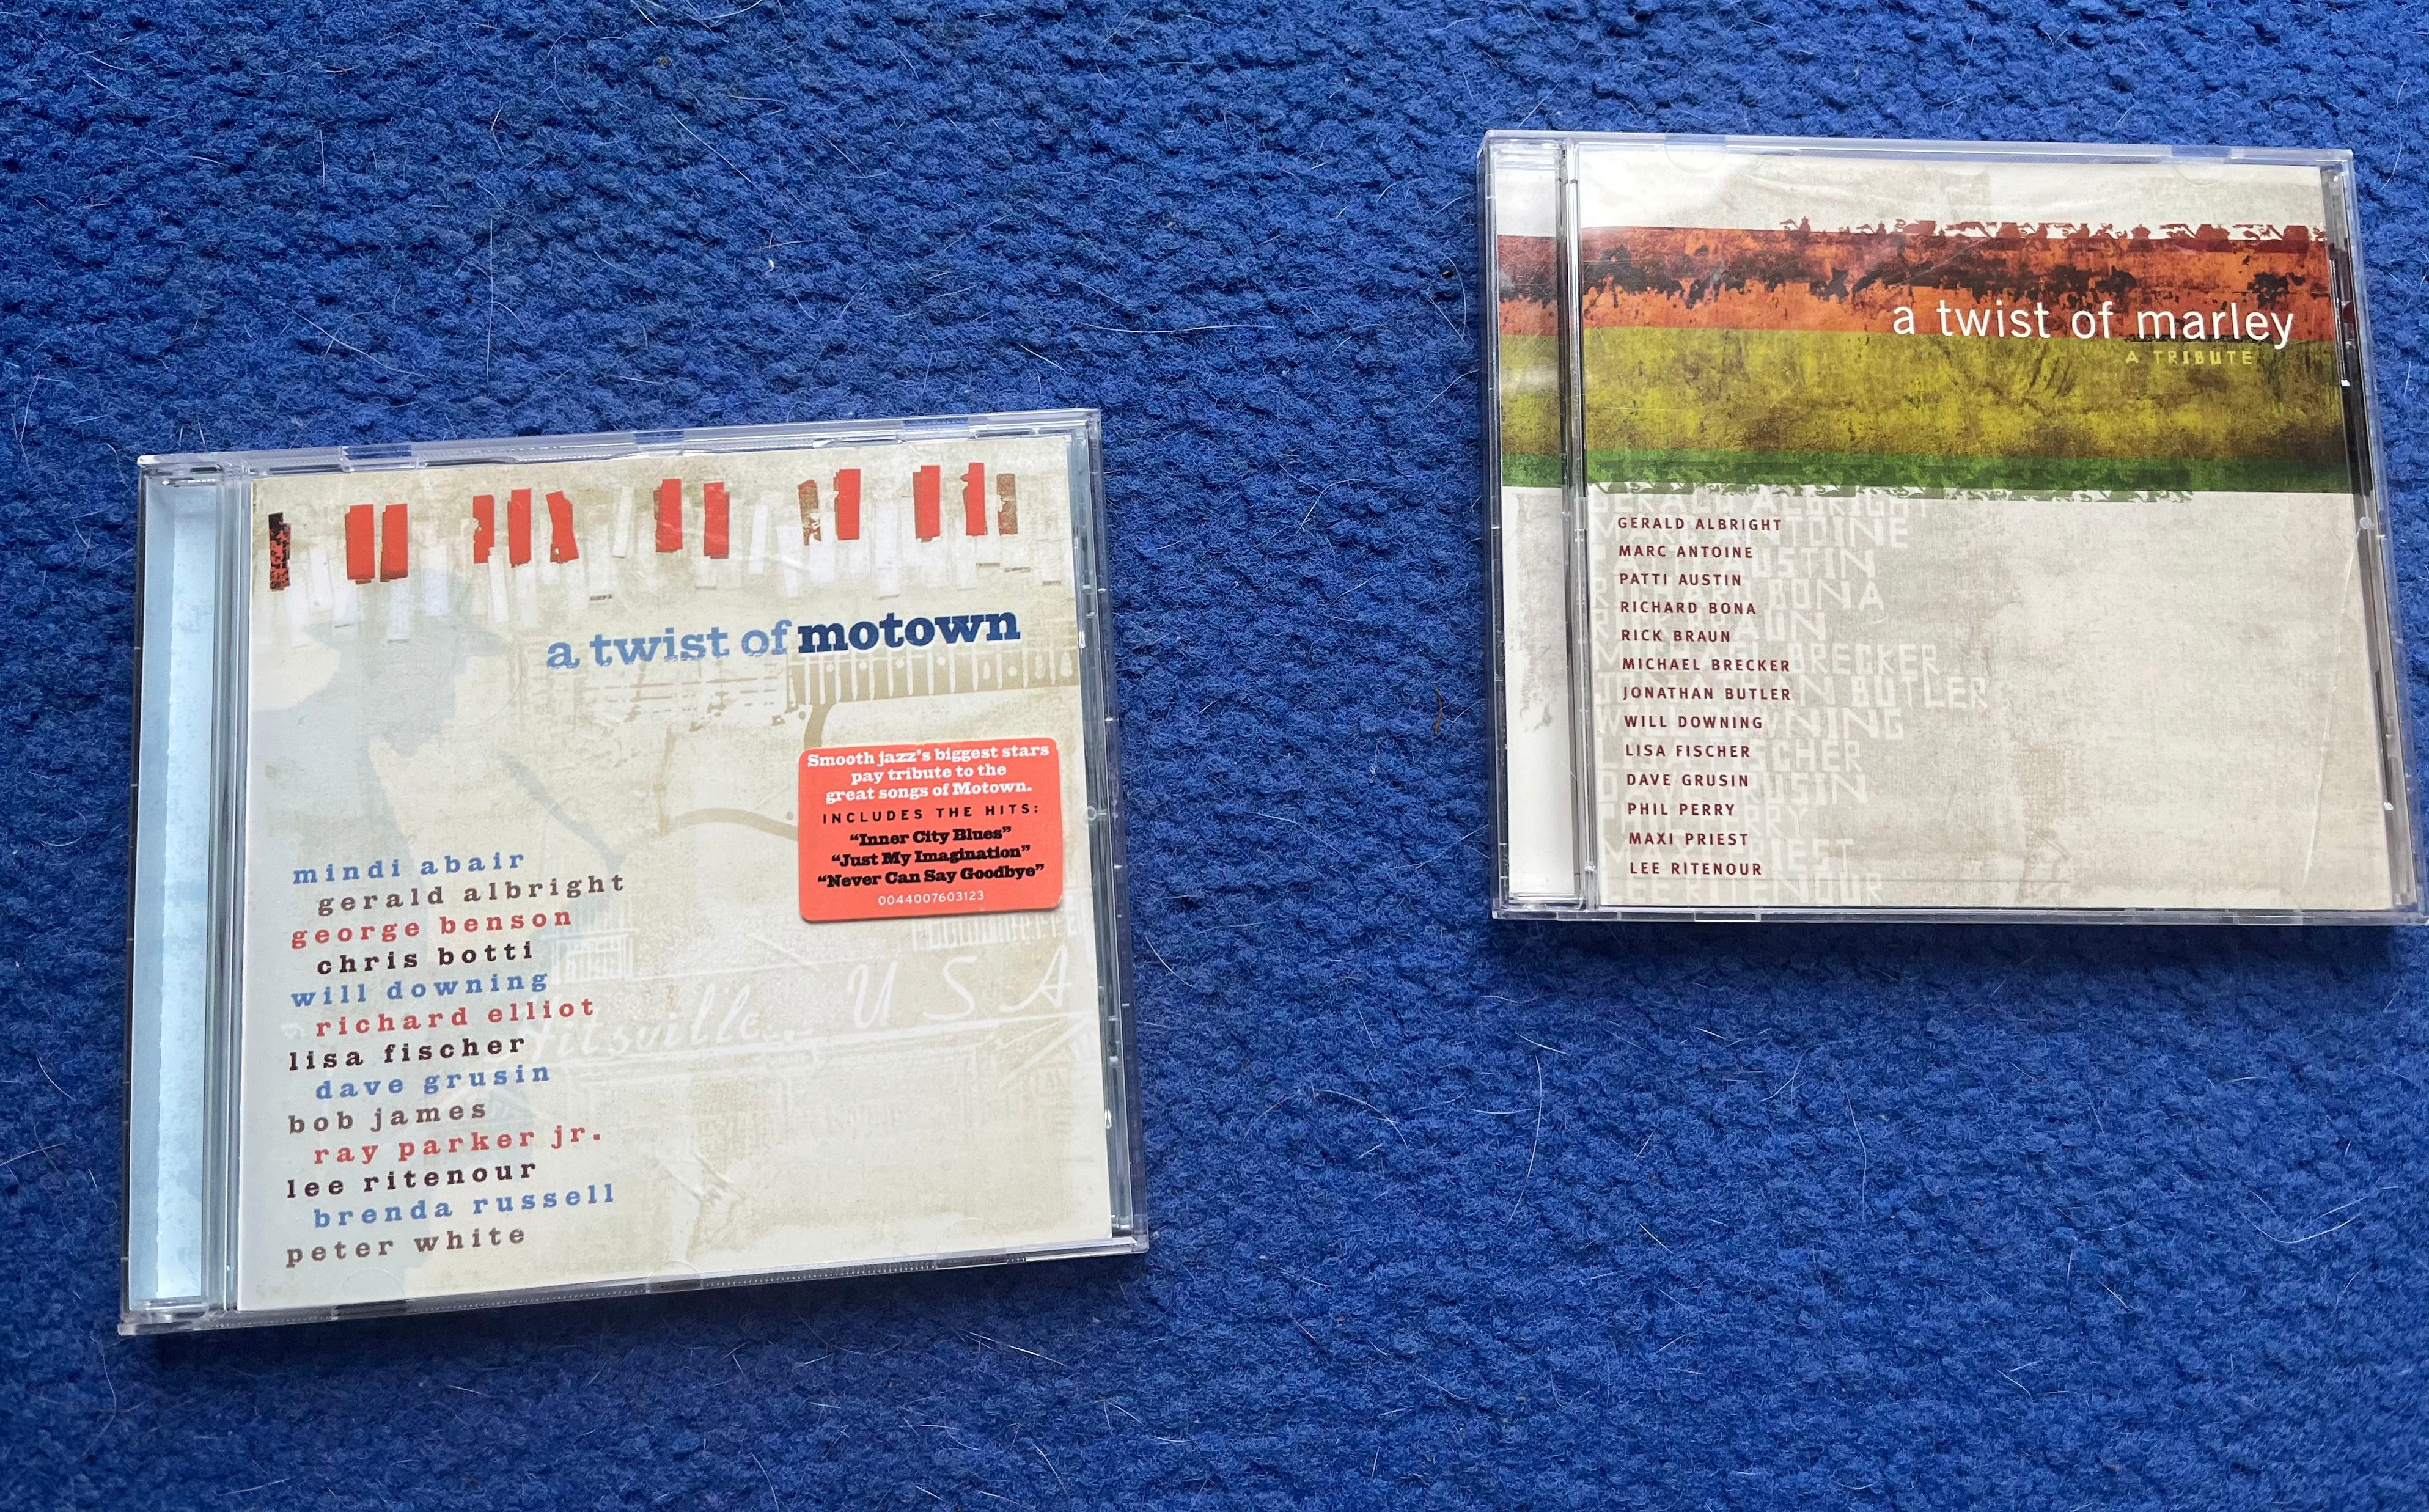 a twist of motown
Smooth jazz's biggest stars
pay tribute to the
great songs of Motown.
INCLUDES THE HITS:
“Inner City Blues”
“Just My Imagination”
“Never Can Say Goodbye”
0044007603123
mindi abair
gerald albright
george benson
chris botti
will downing
richard elliot
lisa fischer
dave grusin
bob james
ray parker jr.
lee ritenour
brenda russell
peter white
Hitsville U S A
a twist of marley
A TRIBUTE
GERALD ALBRIGHT
MARC ANTOINE
PATTI AUSTIN
RICHARD BONA
RICK BRAUN
MICHAEL BRECKER
JONATHAN BUTLER
WILL DOWNING
LISA FISCHER
DAVE GRUSIN
PHIL PERRY
MAXI PRIEST
LEE RITENOUR